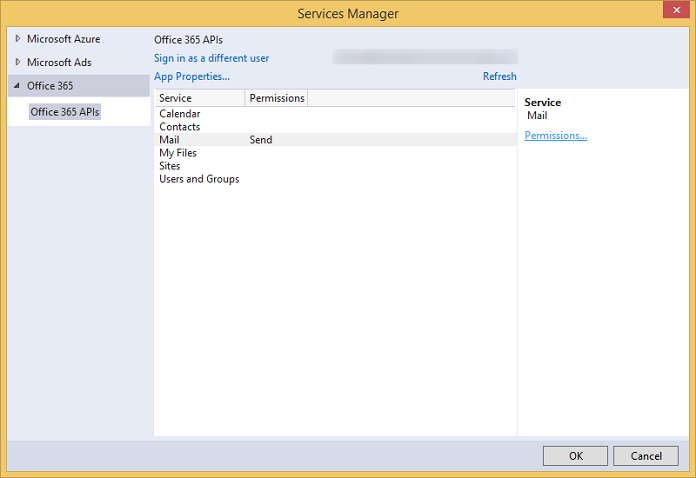 Services Manager
Microsoft Azure
Microsoft Ads
Office 365
Office 365 APIs
Office 365 APIs
Sign in as a different user
App Properties...
Refresh
Service Permissions
Calendar
Contacts
Mail Send
My Files
Sites
Users and Groups
Service
Mail
Permissions...
OK
Cancel